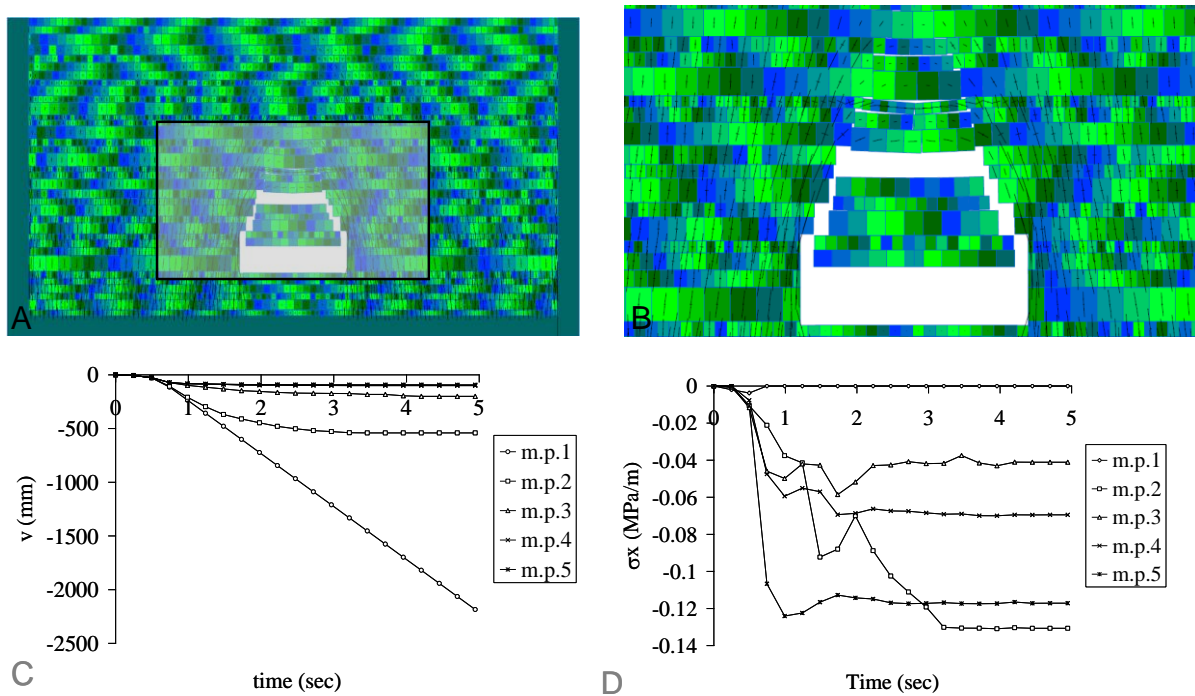 A
B
0
-500
-1000
-1500
-2000
-2500
0
1
2
3
4
5
v (mm)
time (sec)
m.p.1
m.p.2
m.p.3
m.p.4
m.p.5
C
0
-0.02
-0.04
-0.06
-0.08
-0.1
-0.12
-0.14
0
1
2
3
4
5
σx (MPa/m)
Time (sec)
m.p.1
m.p.2
m.p.3
m.p.4
m.p.5
D